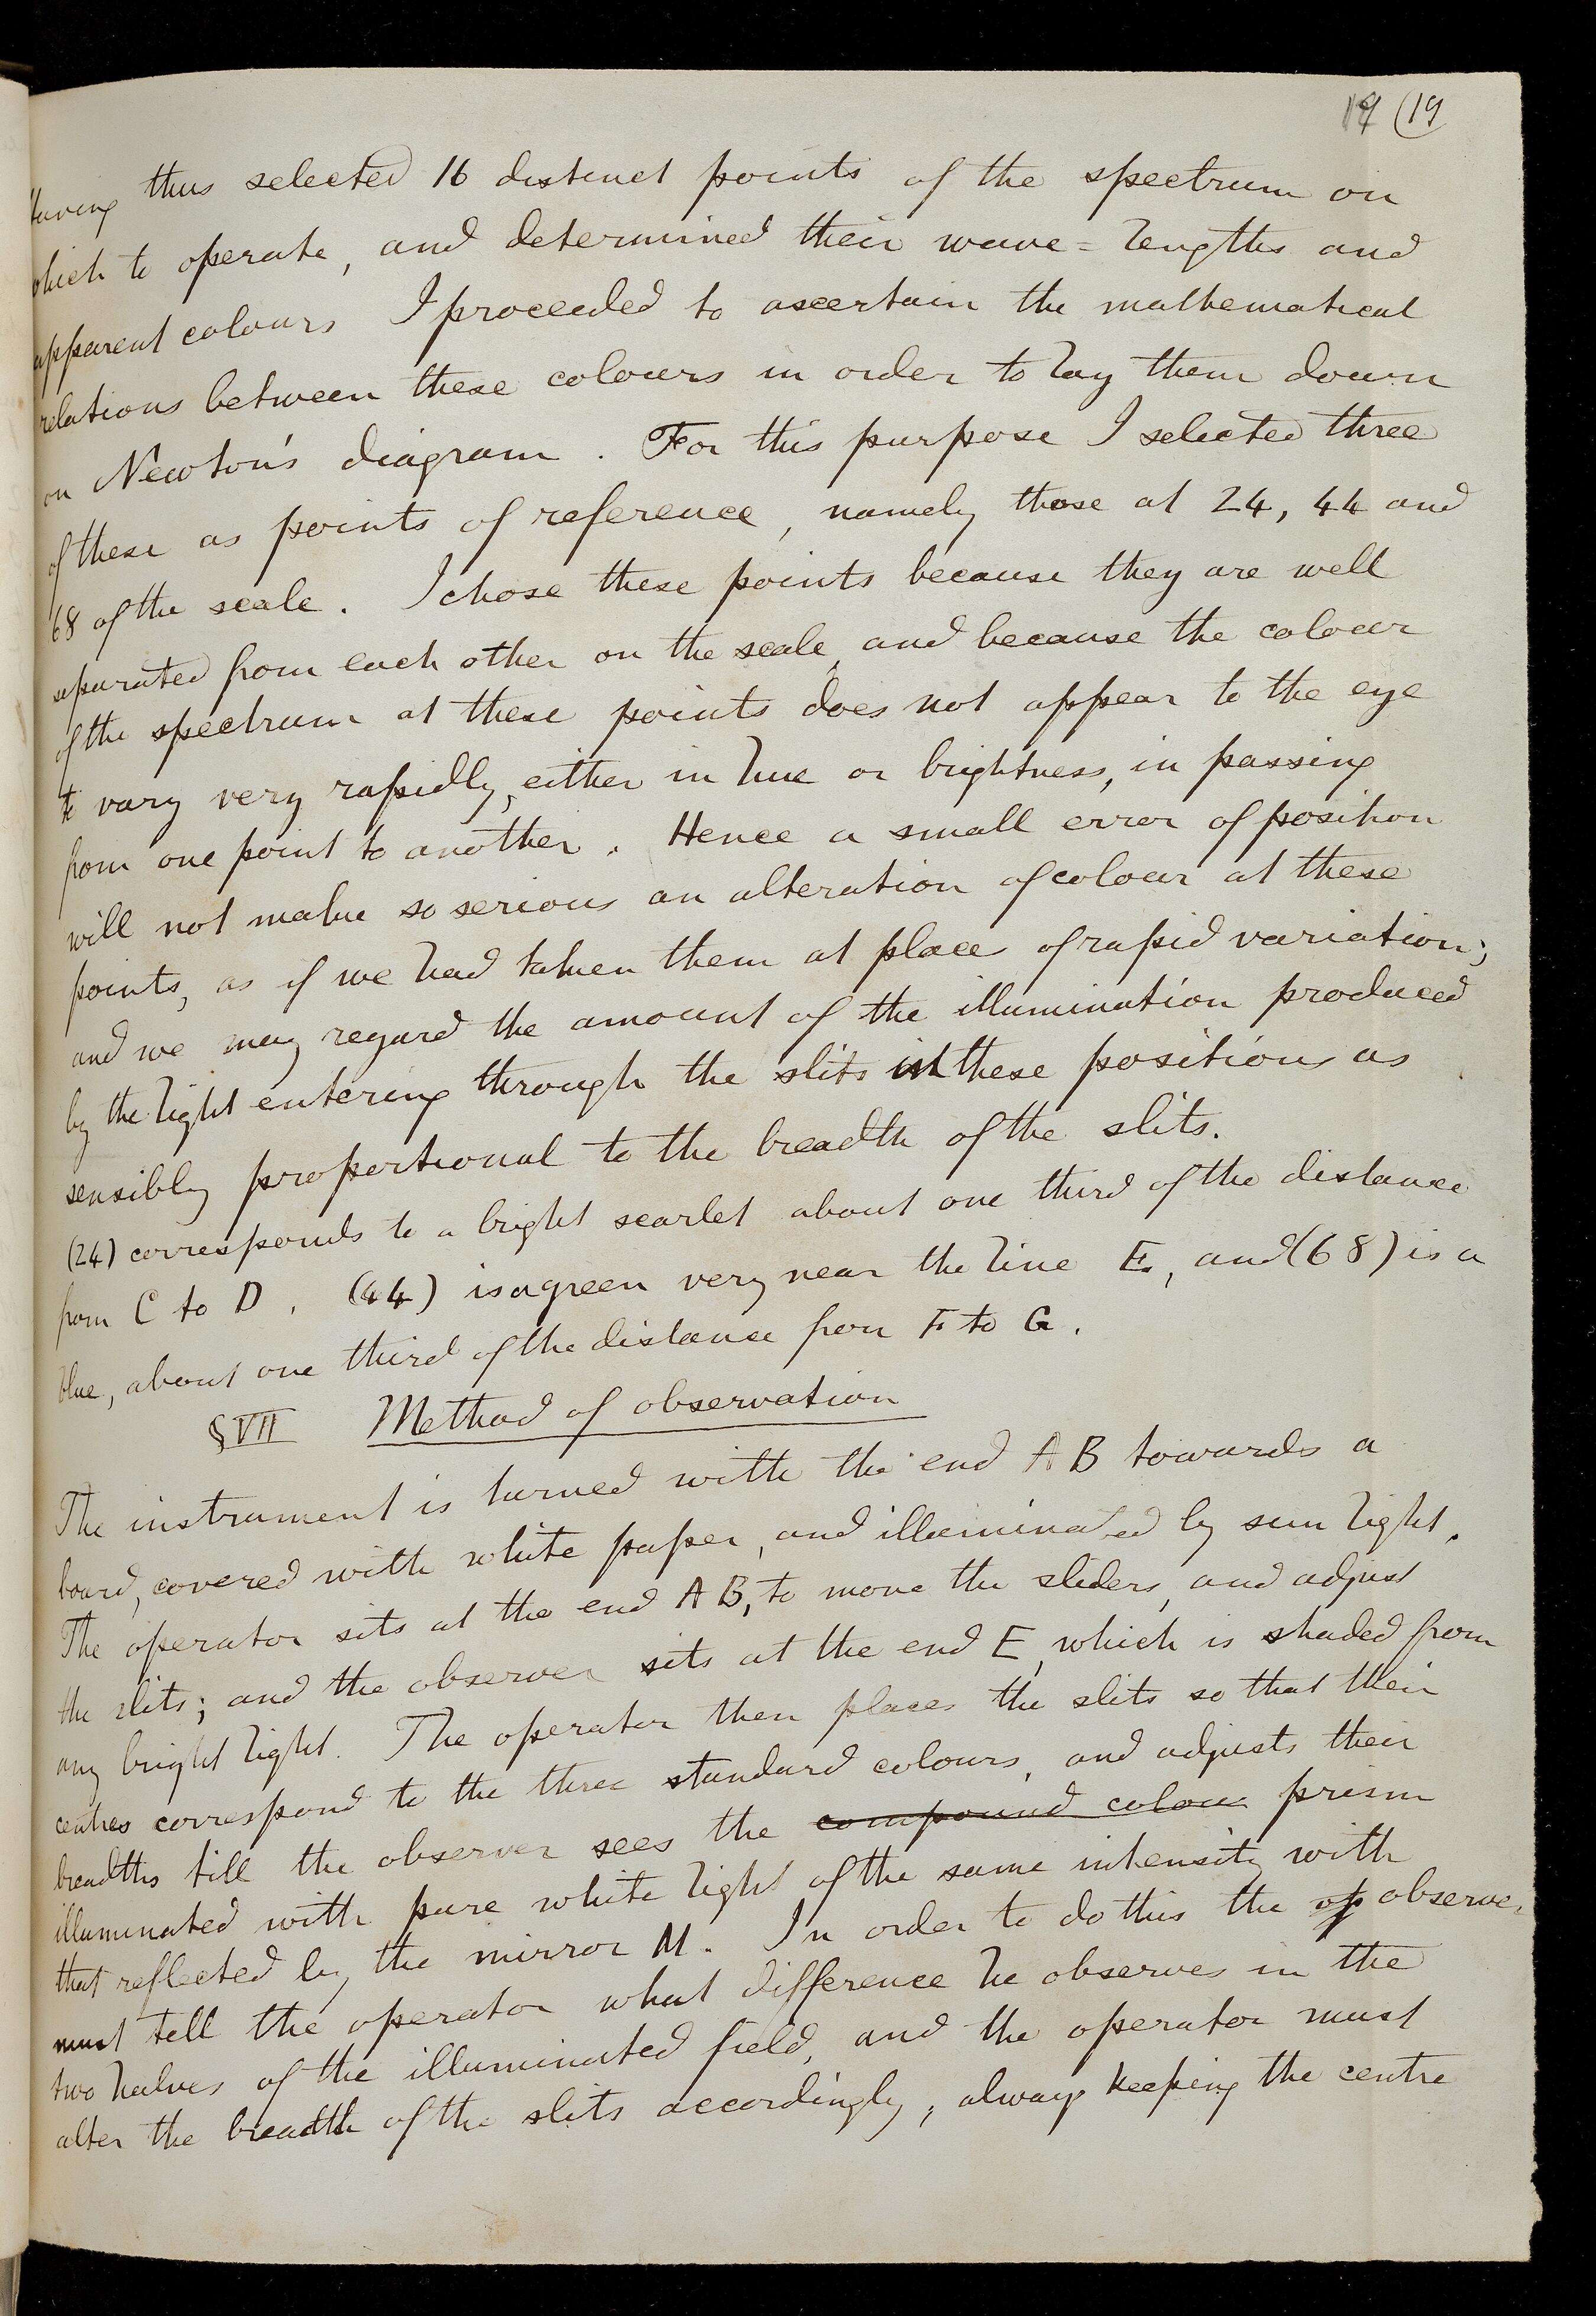 19 (19
Having thus selected 16 distinct points of the spectrum on
which to operate, and determined their wave=lengths and
apparent colours I proceeded to ascertain the mathematical
relations between these colours in order to lay them down
on Newton's diagram. For this purpose I selected three
of these as points of reference, namely those at 24, 44 and
68 of the scale. I chose these points because they are well
separated from each other on the scale, and because the colour
of the spectrum at these points does not appear to the eye
to vary very rapidly, either in hue or brightness, in passing
from one point to another. Hence a small error of position
will not make so serious an alteration of colour at these
points, as if we had taken them at places of rapid variation;
and we may regard the amount of the illumination produced
by the light entering through the slits in these positions as
sensibly proportional to the breadth of the slits.
(24) corresponds to a bright scarlet about one third of the distance
from C to D. (44) is a green very near the line E, and (68) is a
blue, about one third of the distance from F to G.
§VII Method of observation
The instrument is turned with the end AB towards a
board, covered with white paper, and illuminated by sun light.
The operator sits at the end AB, to move the sliders, and adjust
the slits; and the observer sits at the end E, which is shaded from
any bright light. The operator then places the slits so that their
centres correspond to the three standard colours, and adjusts their
breadths till the observer sees the compound colour prism
illuminated with pure white light of the same intensity with
that reflected by the mirror M. In order to do this the op observer
must tell the operator what difference he observes in the
two halves of the illuminated field, and the operator must
alter the breadth of the slits accordingly, always keeping the centre